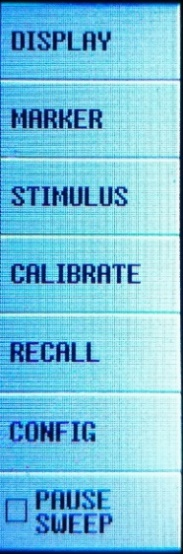 DISPLAY
MARKER
STIMULUS
CALIBRATE
RECALL
CONFIG
PAUSE
SWEEP